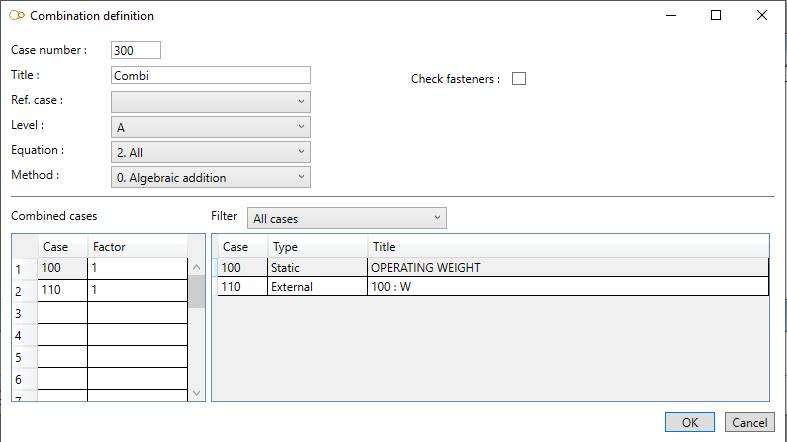 Combination definition
Case number : 300
Title : Combi
Check fasteners :
Ref. case :
Level : A
Equation : 2. All
Method : 0. Algebraic addition
Combined cases Filter All cases
Case Factor Case Type Title
1 100 1 100 Static OPERATING WEIGHT
2 110 1 110 External 100 : W
3
4
5
6
7
OK Cancel